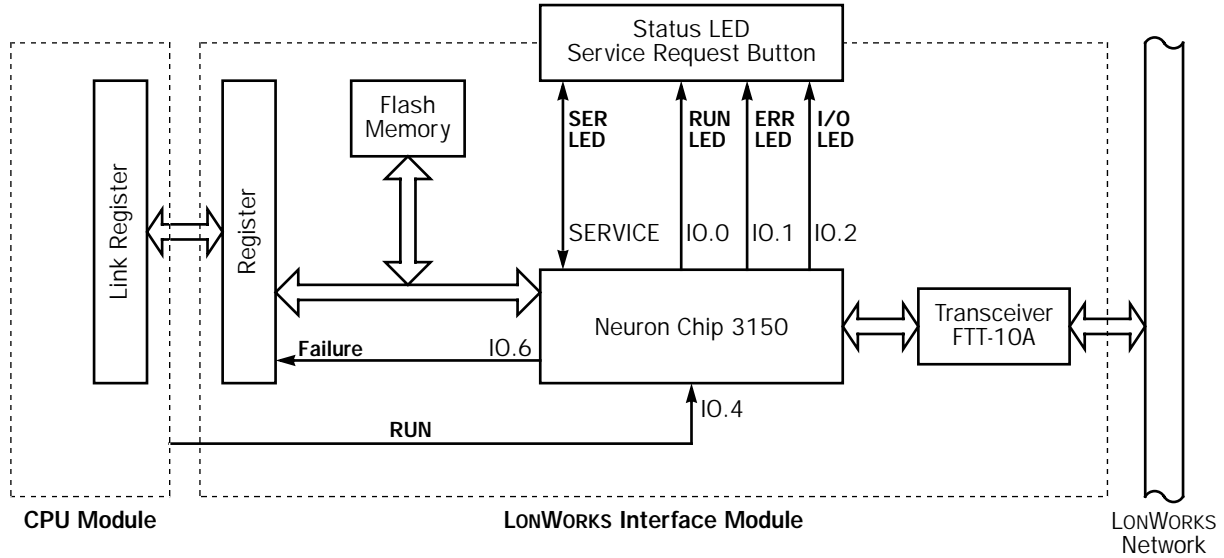 Status LED
Service Request Button
Link Register
Register
Flash
Memory
SER
LED
RUN
LED
ERR
LED
I/O
LED
SERVICE
IO.0
IO.1
IO.2
Neuron Chip 3150
Transceiver
FTT-10A
Failure
IO.6
IO.4
RUN
CPU Module
LONWORKS Interface Module
LONWORKS
Network